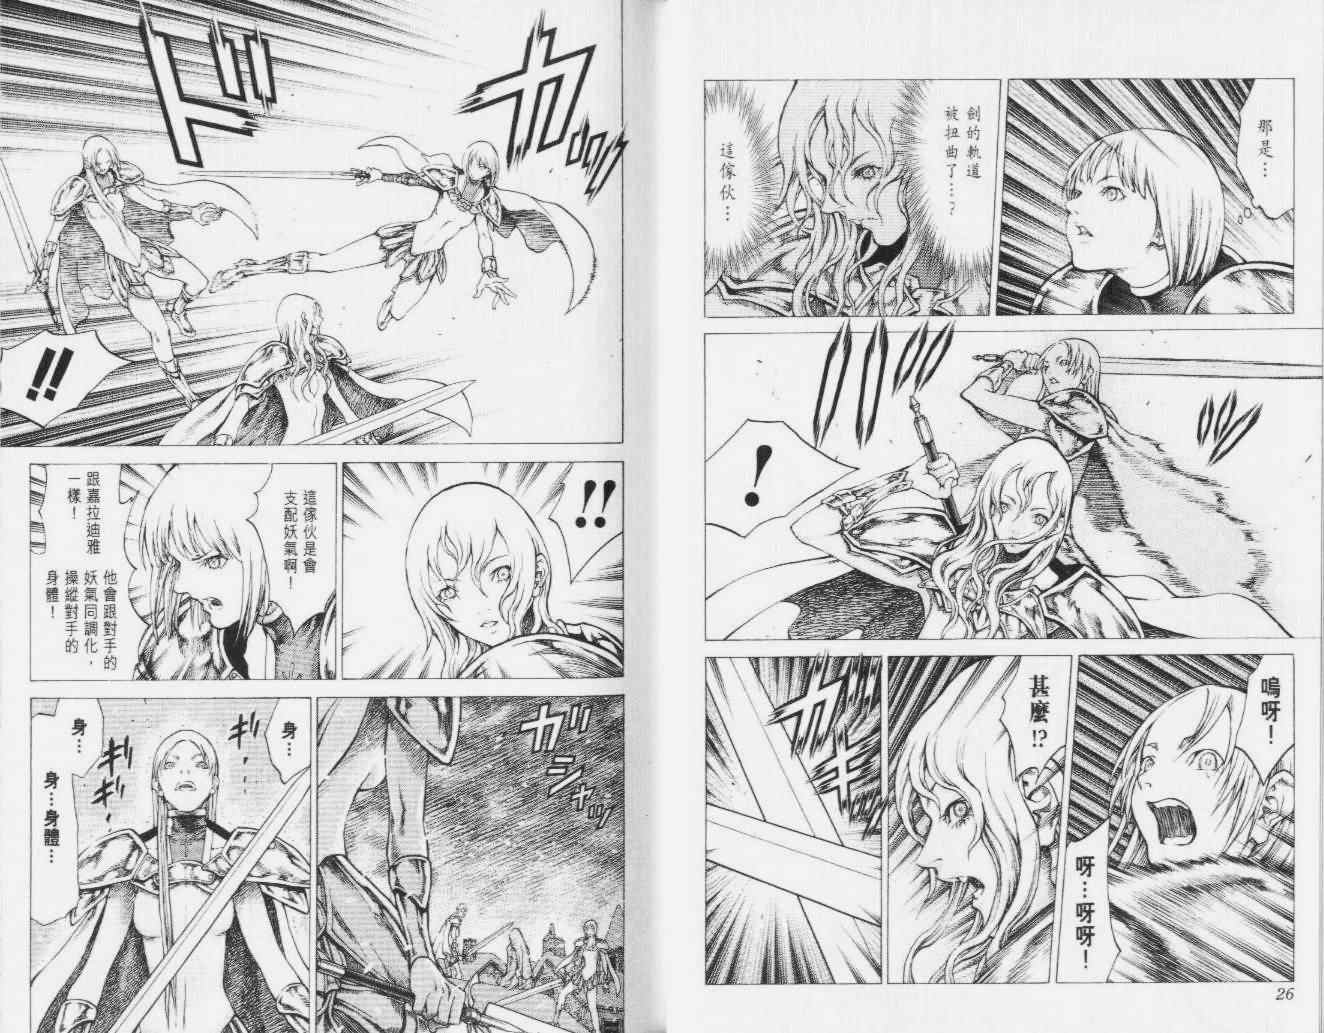 那是…
劍的軌道
被扭曲了…?
這傢伙…
!
嗚呀!
呀…呀呀!
甚麼!?
ガキ
26
ガ
ド
!!
!!
這傢伙是會
支配妖氣啊!
跟嘉拉迪雅
一樣!
他會跟對手的
妖氣同調化,
操縱對手的
身體!
ガシャッ
身…
ギギ
ギギ
身…
身…身體…